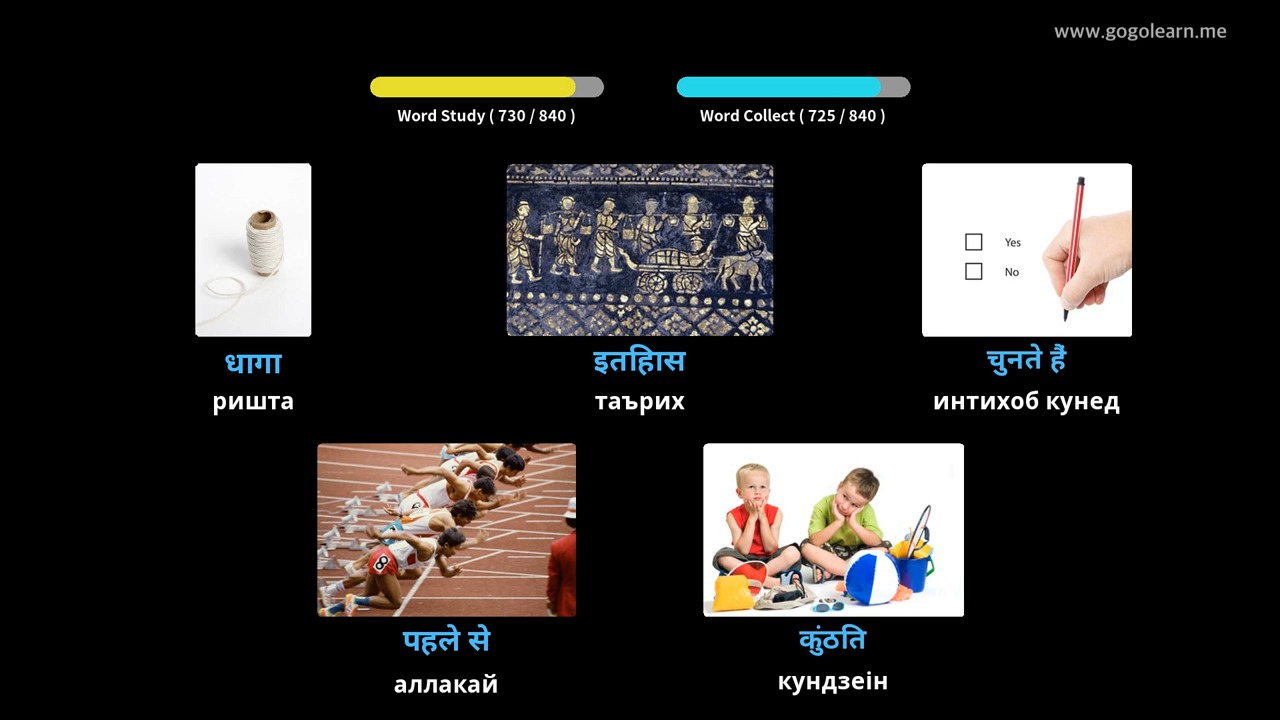 www.gogolearn.me
Word Study ( 730 / 840 )
Word Collect ( 725 / 840 )
Yes
No
धागा
इतिहास
चुनते हैं
ришта
таърих
интихоб кунед
8
पहले से
कुंठित
аллакай
кундзеін